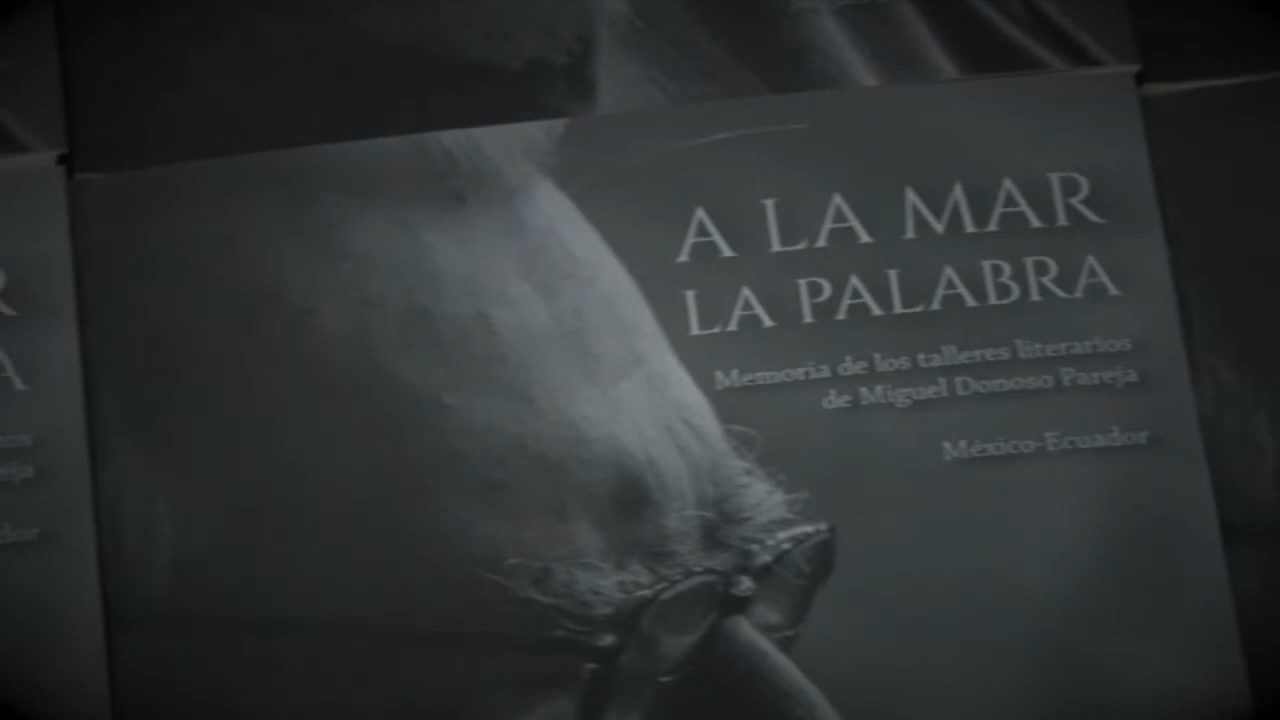 A LA MAR
LA PALABRA
Memoria de los talleres literarios
de Miguel Donoso Pareja
México-Ecuador